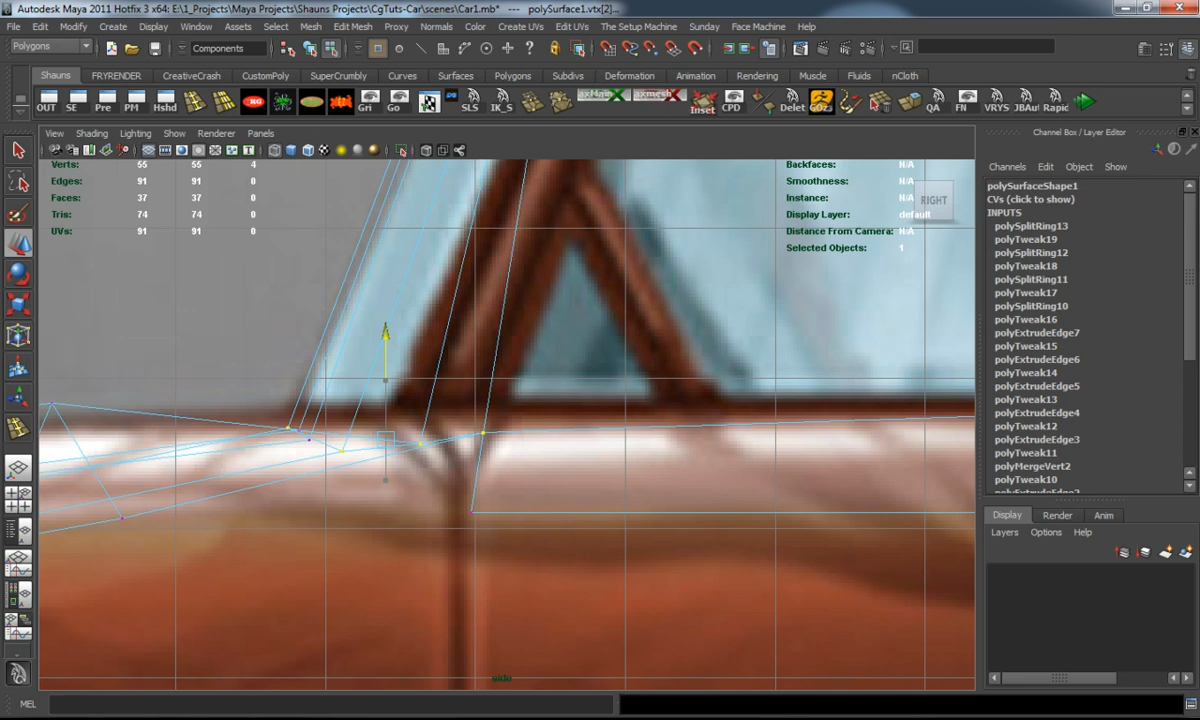 Autodesk Maya 2011 Hotfix 3 x64: E:\1_Projects\Maya Projects\Shauns Projects\CgTuts-Car\scenes\Car1.mb* --- polySurface1.vtx[2]...
File Edit Modify Create Display Window Assets Select Mesh Edit Mesh Proxy Normals Color Create UVs Edit UVs The Setup Machine Sunday Face Machine Help
Polygons Components
Shauns FRYRENDER CreativeCrash CustomPoly SuperCrumbly Curves Surfaces Polygons Subdivs Deformation Animation Rendering Muscle Fluids nCloth
OUT SE Pre PM Hshd Gri Go SLS IK_S axMain axmesh Inset CPD Delet GOz3 QA FN VRYS JBAut Rapic
View Shading Lighting Show Renderer Panels
Channel Box / Layer Editor
Channels Edit Object Show
Verts: 55 55 4
Edges: 91 91 0
Faces: 37 37 0
Tris: 74 74 0
UVs: 91 91 0
Backfaces: N/A
Smoothness: N/A
Instance: N/A
Display Layer: default
Distance From Camera: N/A
Selected Objects: 1
RIGHT
polySurfaceShape1
CVs (click to show)
INPUTS
polySplitRing13
polyTweak19
polySplitRing12
polyTweak18
polySplitRing11
polyTweak17
polySplitRing10
polyTweak16
polyExtrudeEdge7
polyTweak15
polyExtrudeEdge6
polyTweak14
polyExtrudeEdge5
polyTweak13
polyExtrudeEdge4
polyTweak12
polyExtrudeEdge3
polyTweak11
polyMergeVert2
polyTweak10
polyExtrudeEdge2
Display Render Anim
Layers Options Help
side
MEL